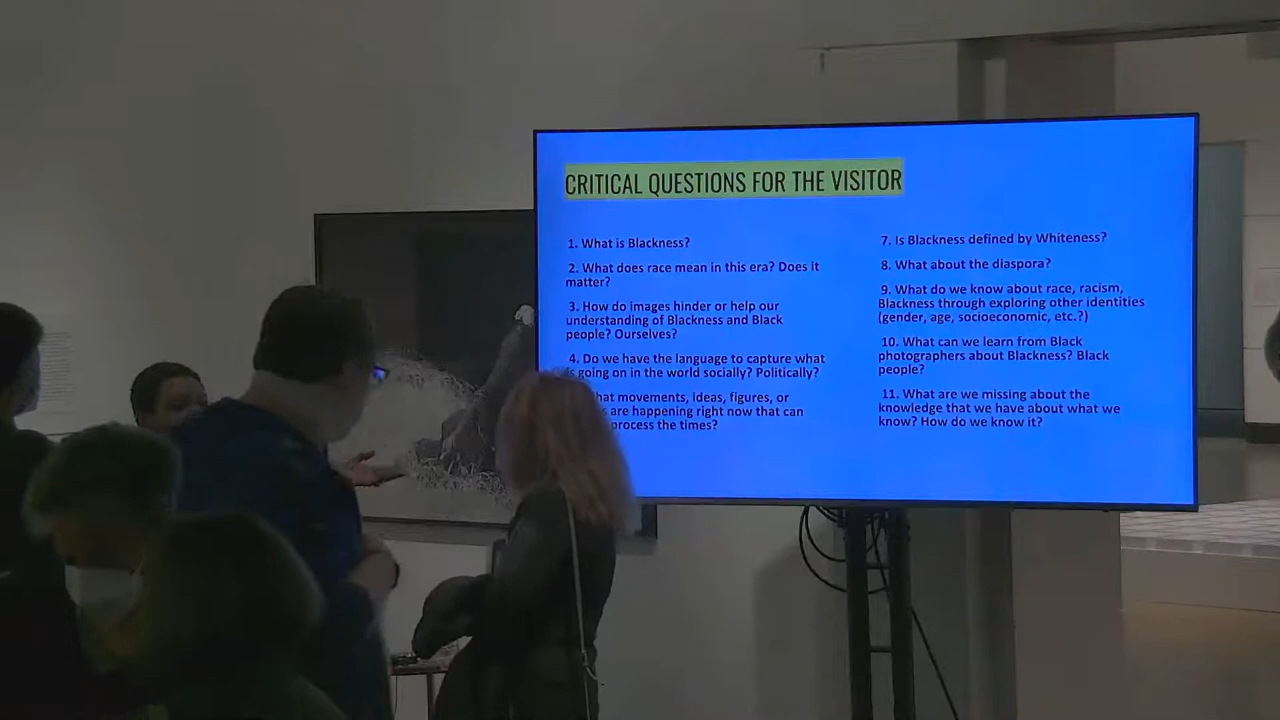 CRITICAL QUESTIONS FOR THE VISITOR
1. What is Blackness?
2. What does race mean in this era? Does it
matter?
3. How do images hinder or help our
understanding of Blackness and Black
people? Ourselves?
4. Do we have the language to capture what
going on in the world socially? Politically?
movements, ideas, figures, or
are happening right now that can
process the times?
7. Is Blackness defined by Whiteness?
8. What about the diaspora?
9. What do we know about race, racism,
Blackness through exploring other identities
(gender, age, socioeconomic, etc.?)
10. What can we learn from Black
photographers about Blackness? Black
people?
11. What are we missing about the
knowledge that we have about what we
know? How do we know it?